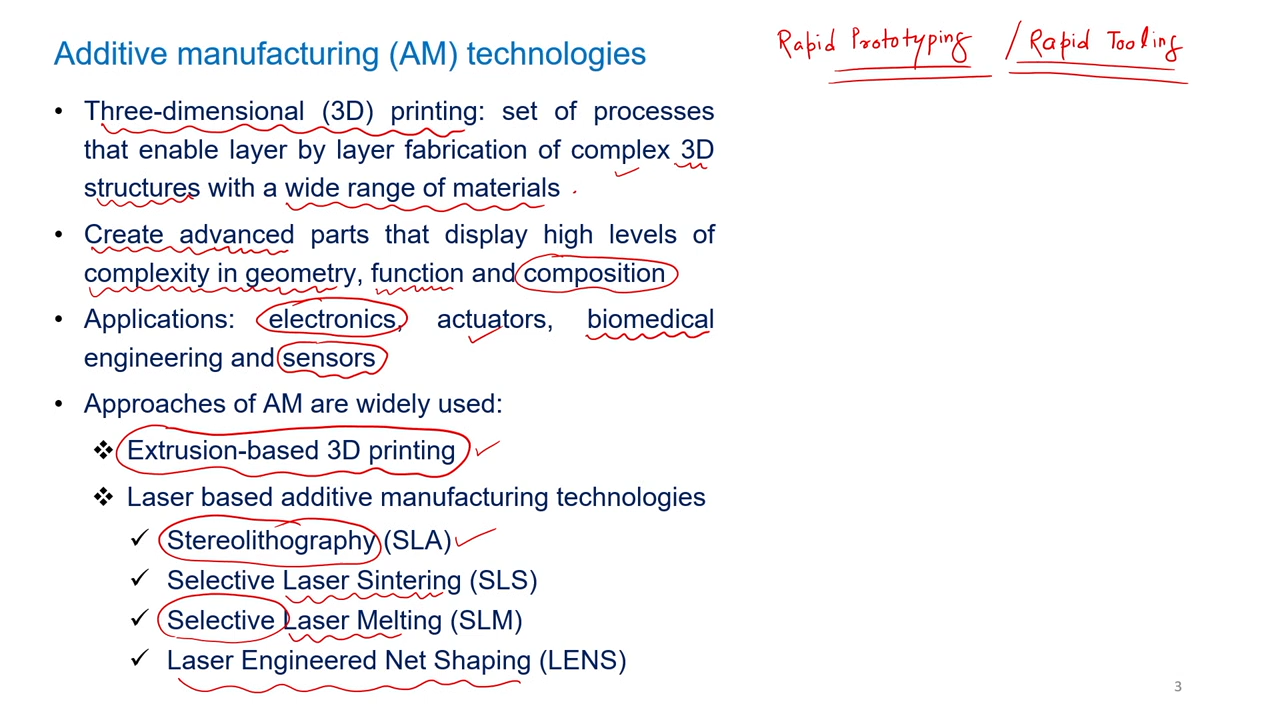 Additive manufacturing (AM) technologies
Rapid Prototyping / Rapid Tooling
• Three-dimensional (3D) printing: set of processes
that enable layer by layer fabrication of complex 3D
structures with a wide range of materials
• Create advanced parts that display high levels of
complexity in geometry, function and composition
• Applications: electronics, actuators, biomedical
engineering and sensors
• Approaches of AM are widely used:
❖ Extrusion-based 3D printing
❖ Laser based additive manufacturing technologies
✓ Stereolithography (SLA)
✓ Selective Laser Sintering (SLS)
✓ Selective Laser Melting (SLM)
✓ Laser Engineered Net Shaping (LENS)
3